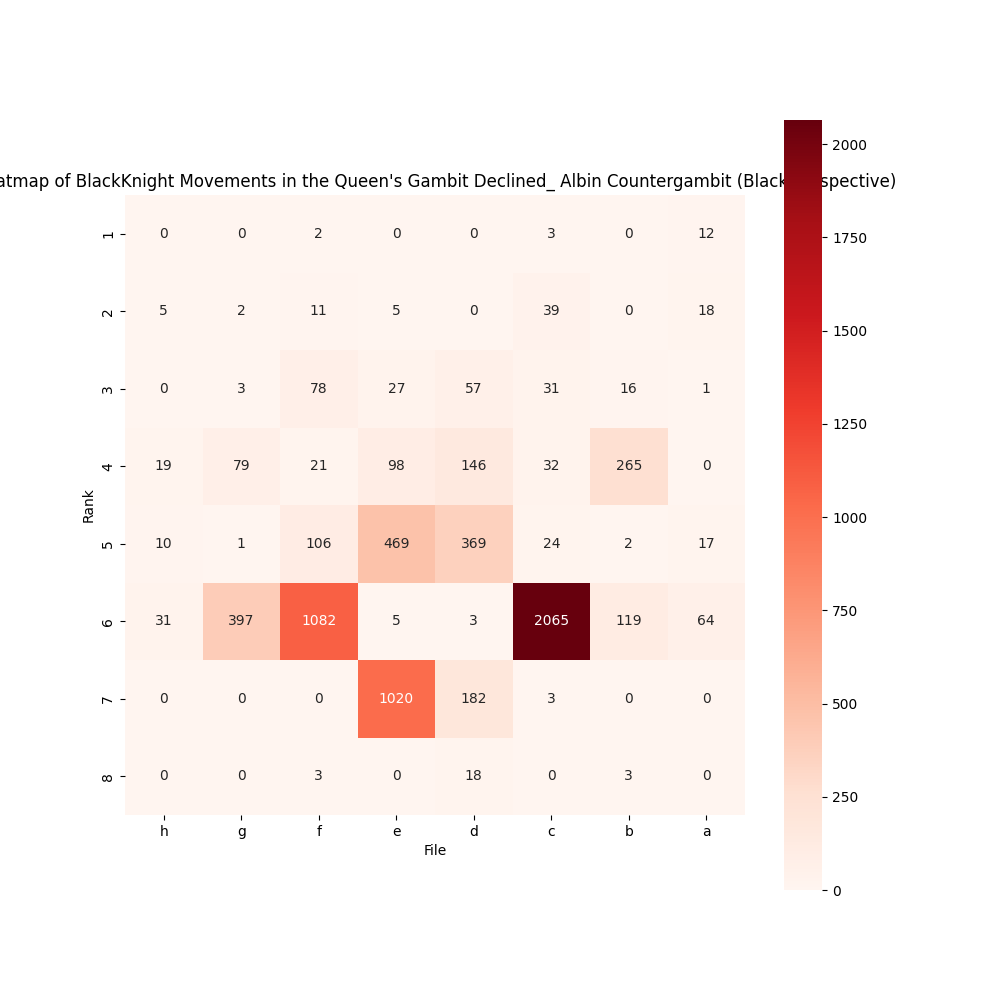 atmap of BlackKnight Movements in the Queen's Gambit Declined_ Albin Countergambit (Black spective)
2000
1750
1500
1250
1000
750
500
250
0
Rank
1 0 0 2 0 0 3 0 12
2 5 2 11 5 0 39 0 18
3 0 3 78 27 57 31 16 1
4 19 79 21 98 146 32 265 0
5 10 1 106 469 369 24 2 17
6 31 397 1082 5 3 2065 119 64
7 0 0 0 1020 182 3 0 0
8 0 0 3 0 18 0 3 0
h g f e d c b a
File